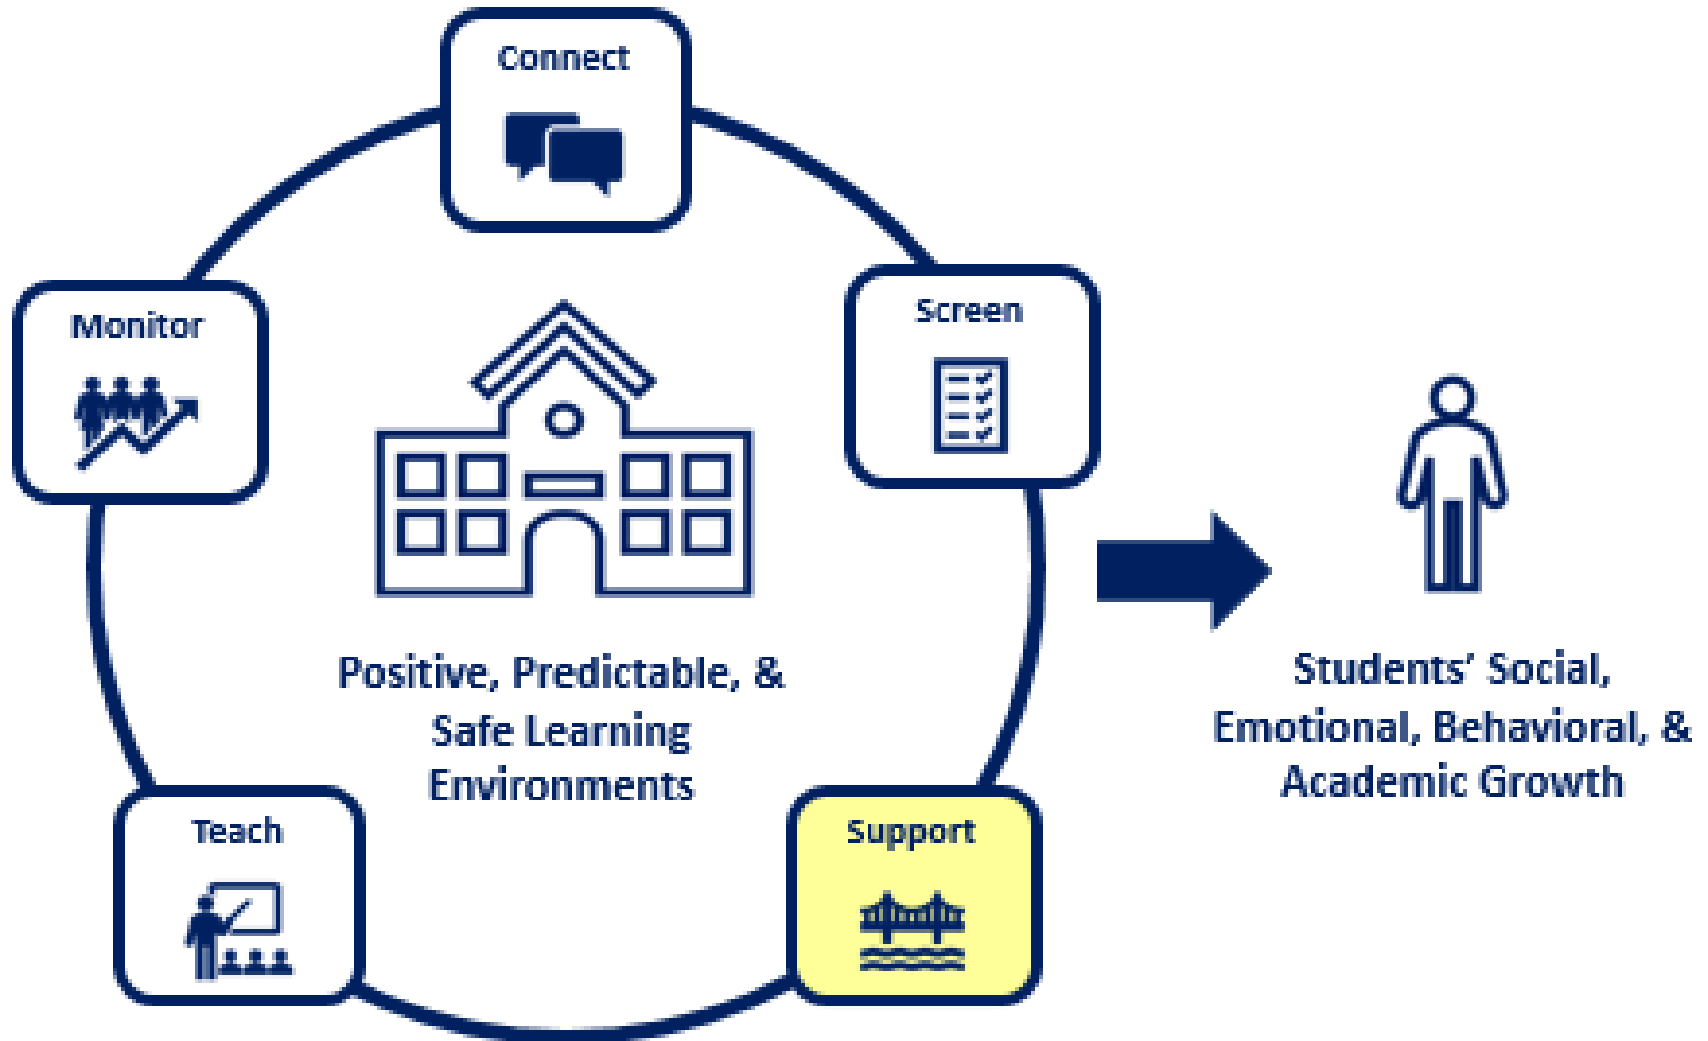 Connect
Monitor
Screen
Positive, Predictable, &
Safe Learning
Environments
Students' Social,
Emotional, Behavioral, &
Academic Growth
Teach
Support